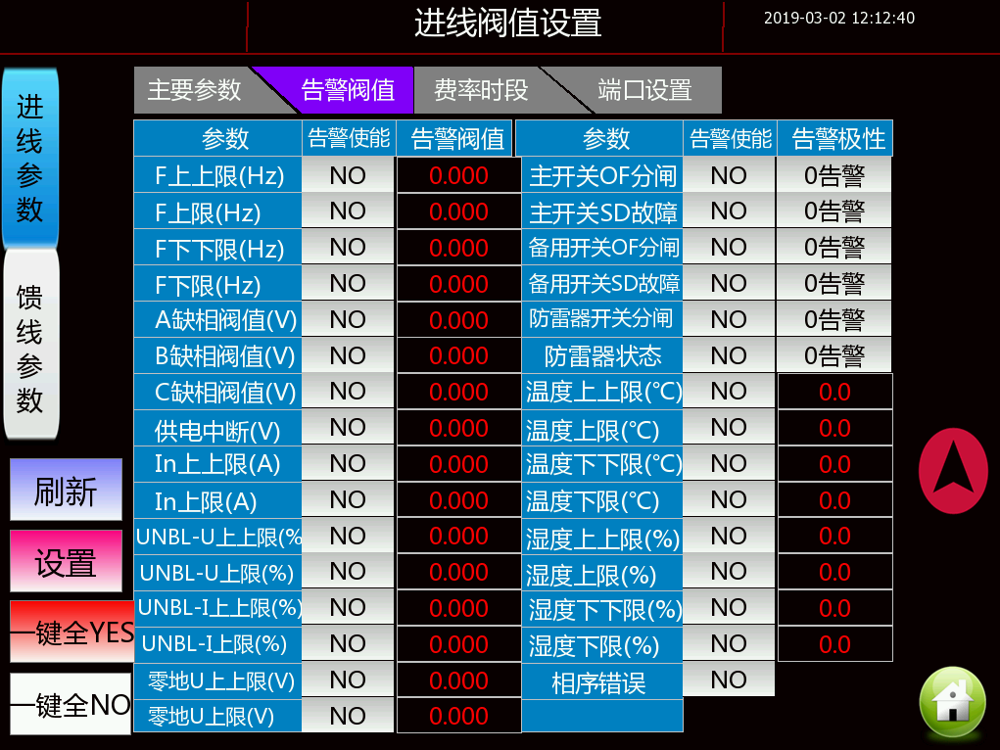 进线阀值设置
2019-03-02 12:12:40
主要参数 告警阀值 费率时段 端口设置
进线参数
馈线参数
刷新
设置
一键全YES
一键全NO
参数 告警使能 告警阀值 参数 告警使能 告警极性
F上上限(Hz) NO 0.000 主开关OF分闸 NO 0告警
F上限(Hz) NO 0.000 主开关SD故障 NO 0告警
F下下限(Hz) NO 0.000 备用开关OF分闸 NO 0告警
F下限(Hz) NO 0.000 备用开关SD故障 NO 0告警
A缺相阀值(V) NO 0.000 防雷器开关分闸 NO 0告警
B缺相阀值(V) NO 0.000 防雷器状态 NO 0告警
C缺相阀值(V) NO 0.000 温度上上限(℃) NO 0.0
供电中断(V) NO 0.000 温度上限(℃) NO 0.0
In上上限(A) NO 0.000 温度下下限(℃) NO 0.0
In上限(A) NO 0.000 温度下限(℃) NO 0.0
UNBL-U上上限(% NO 0.000 湿度上上限(%) NO 0.0
UNBL-U上限(%) NO 0.000 湿度上限(%) NO 0.0
UNBL-I上上限(%) NO 0.000 湿度下下限(%) NO 0.0
UNBL-I上限(%) NO 0.000 湿度下限(%) NO 0.0
零地U上上限(V) NO 0.000 相序错误 NO
零地U上限(V) NO 0.000